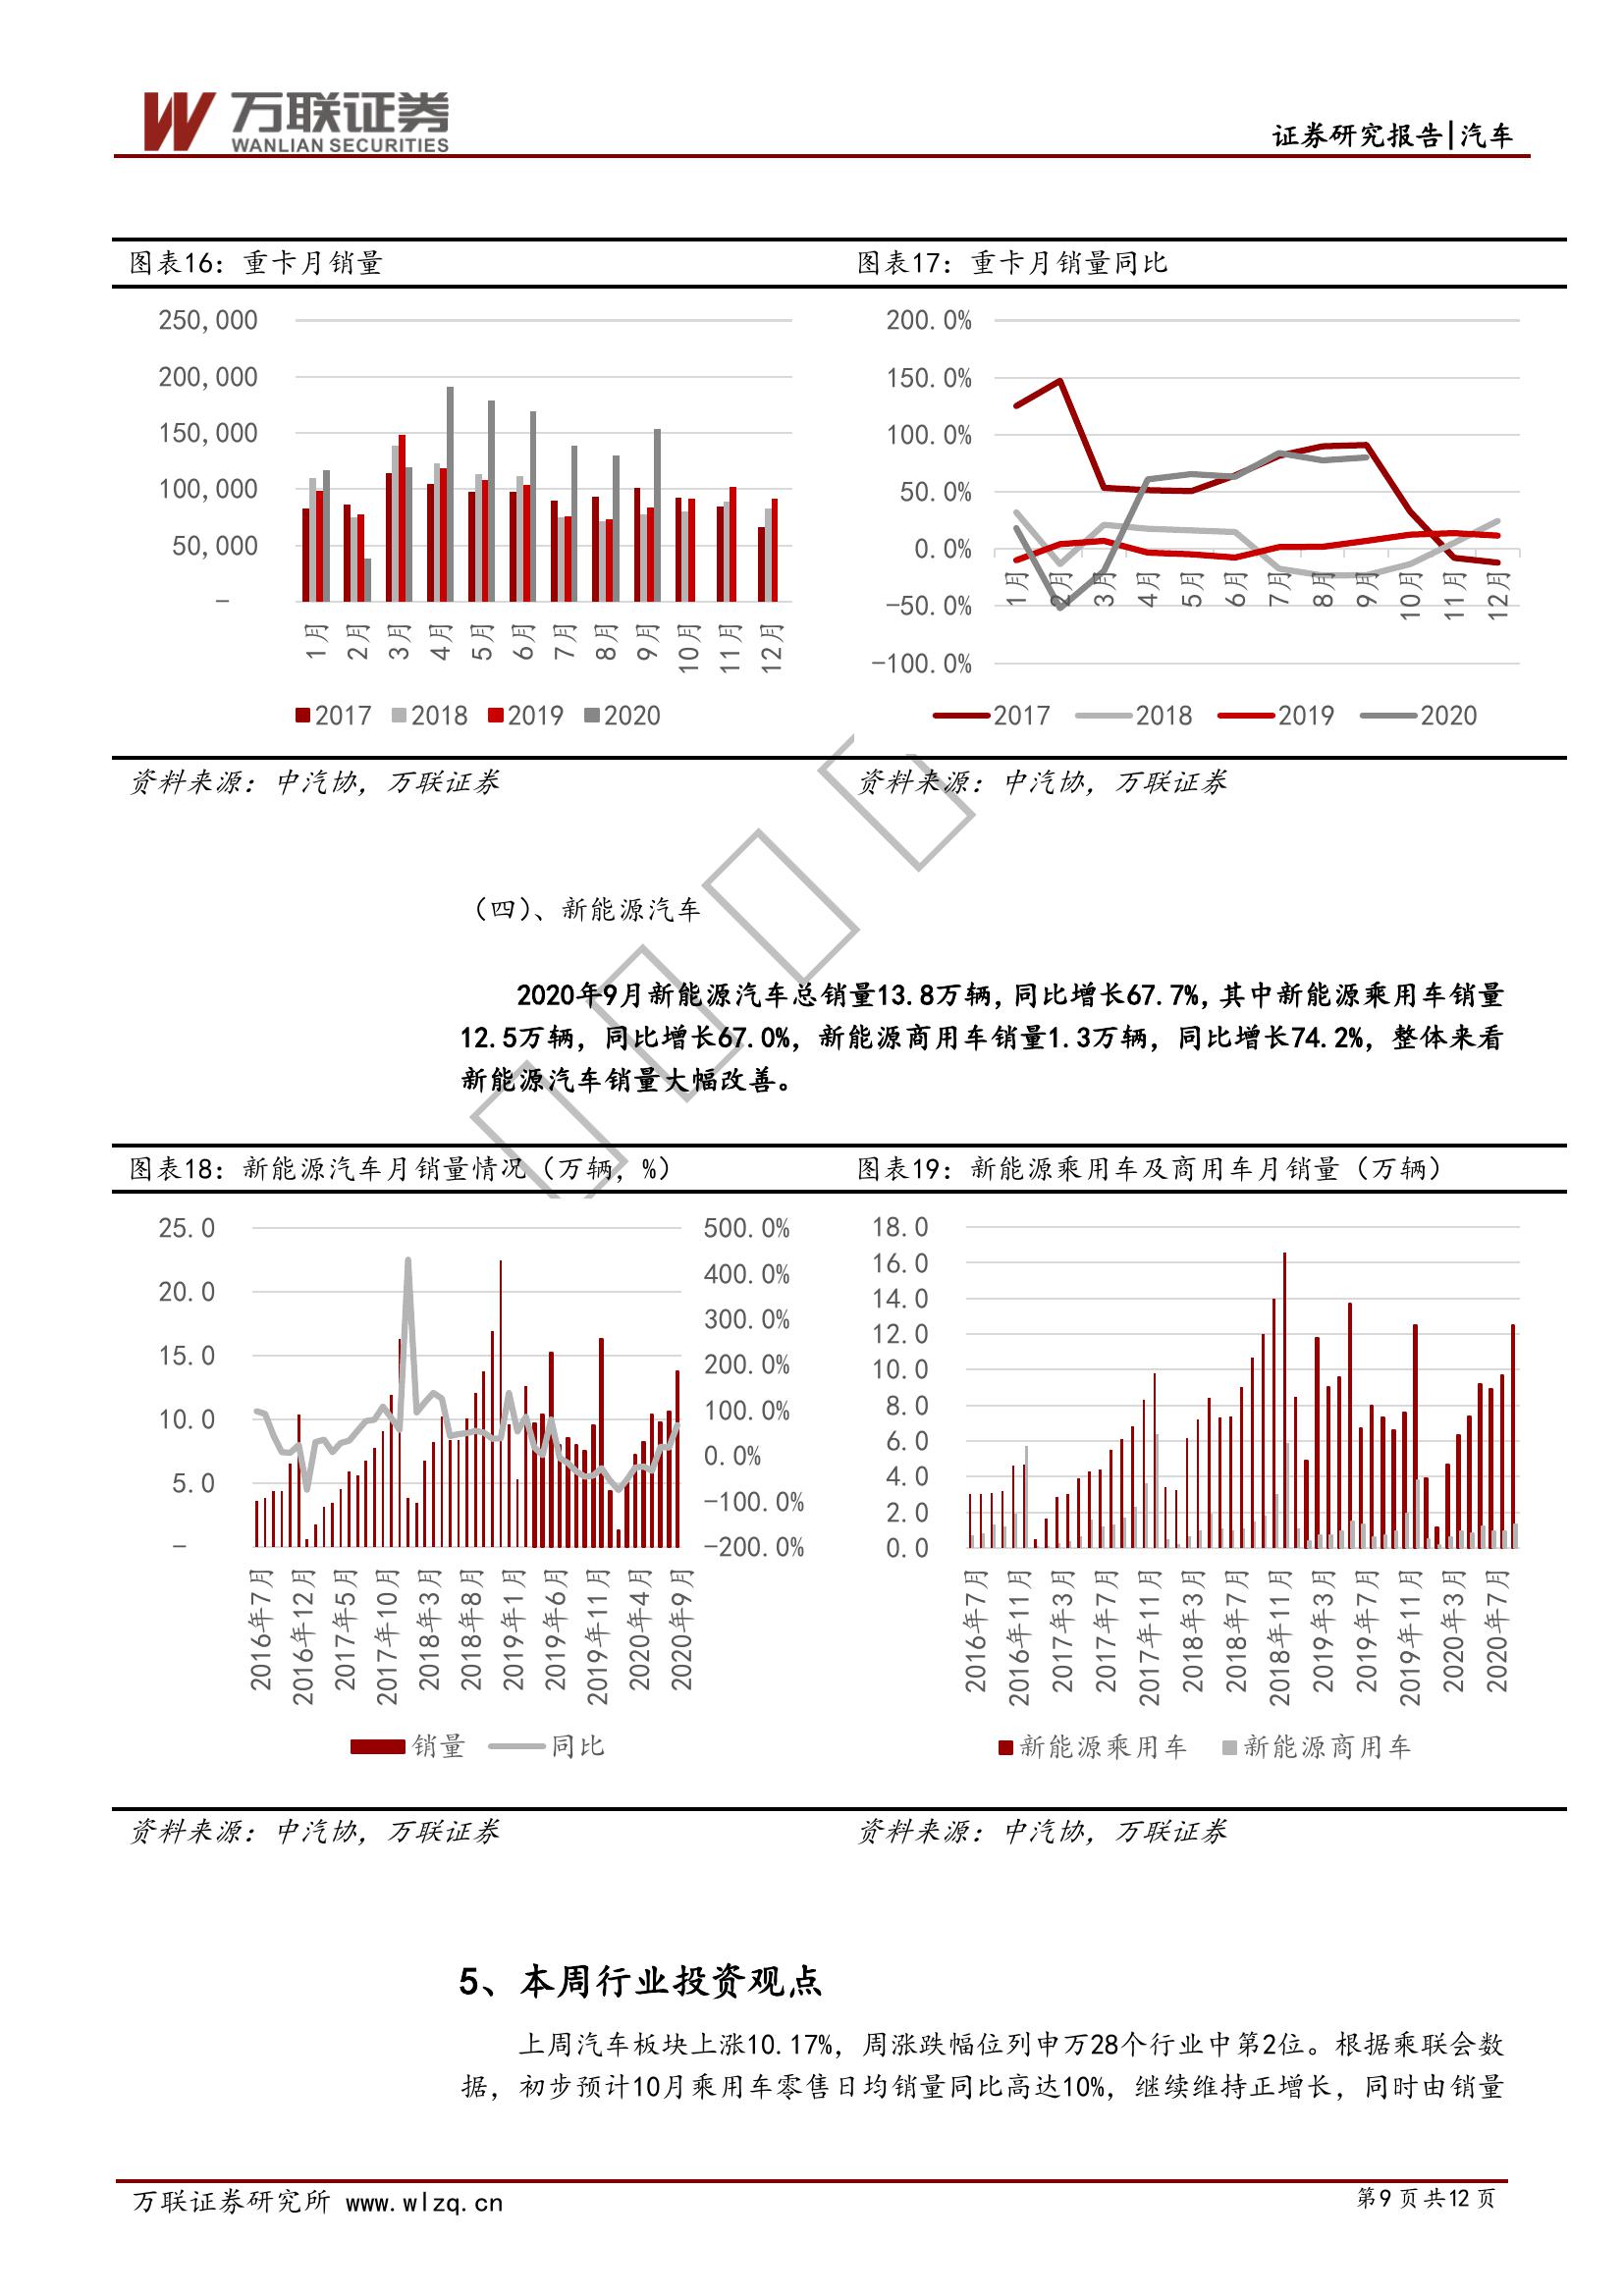 万联证券
WANLIAN SECURITIES
证券研究报告|汽车
图表16：重卡月销量
250,000
200,000
150,000
100,000
50,000
-
1月
2月
3月
4月
5月
6月
7月
8月
9月
10月
11月
12月
2017 2018 2019 2020
资料来源：中汽协，万联证券
图表17：重卡月销量同比
200.0%
150.0%
100.0%
50.0%
0.0%
-50.0%
-100.0%
1月
2月
3月
4月
5月
6月
7月
8月
9月
10月
11月
12月
2017 2018 2019 2020
资料来源：中汽协，万联证券
（四）、新能源汽车
2020年9月新能源汽车总销量13.8万辆，同比增长67.7%，其中新能源乘用车销量
12.5万辆，同比增长67.0%，新能源商用车销量1.3万辆，同比增长74.2%，整体来看
新能源汽车销量大幅改善。
图表18：新能源汽车月销量情况（万辆，%）
25.0
20.0
15.0
10.0
5.0
-
500.0%
400.0%
300.0%
200.0%
100.0%
0.0%
-100.0%
-200.0%
2016年7月
2016年12月
2017年5月
2017年10月
2018年3月
2018年8月
2019年1月
2019年6月
2019年11月
2020年4月
2020年9月
销量 同比
资料来源：中汽协，万联证券
图表19：新能源乘用车及商用车月销量（万辆）
18.0
16.0
14.0
12.0
10.0
8.0
6.0
4.0
2.0
0.0
2016年7月
2016年11月
2017年3月
2017年7月
2017年11月
2018年3月
2018年7月
2018年11月
2019年3月
2019年7月
2019年11月
2020年3月
2020年7月
新能源乘用车 新能源商用车
资料来源：中汽协，万联证券
5、本周行业投资观点
上周汽车板块上涨10.17%，周涨跌幅位列申万28个行业中第2位。根据乘联会数
据，初步预计10月乘用车零售日均销量同比高达10%，继续维持正增长，同时由销量
万联证券研究所 www.wlzq.cn
第9页共12页